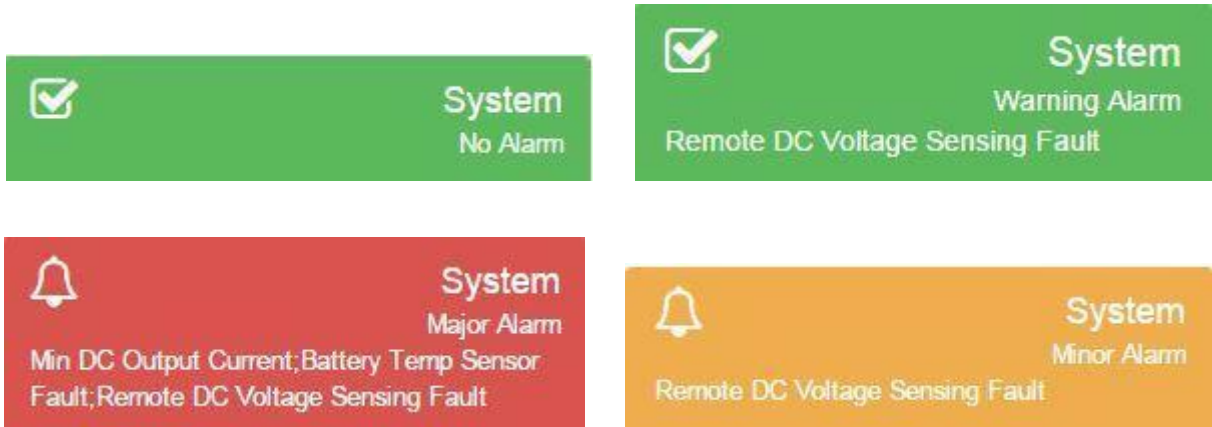 System
No Alarm
System
Warning Alarm
Remote DC Voltage Sensing Fault
System
Major Alarm
Min DC Output Current;Battery Temp Sensor
Fault;Remote DC Voltage Sensing Fault
System
Minor Alarm
Remote DC Voltage Sensing Fault